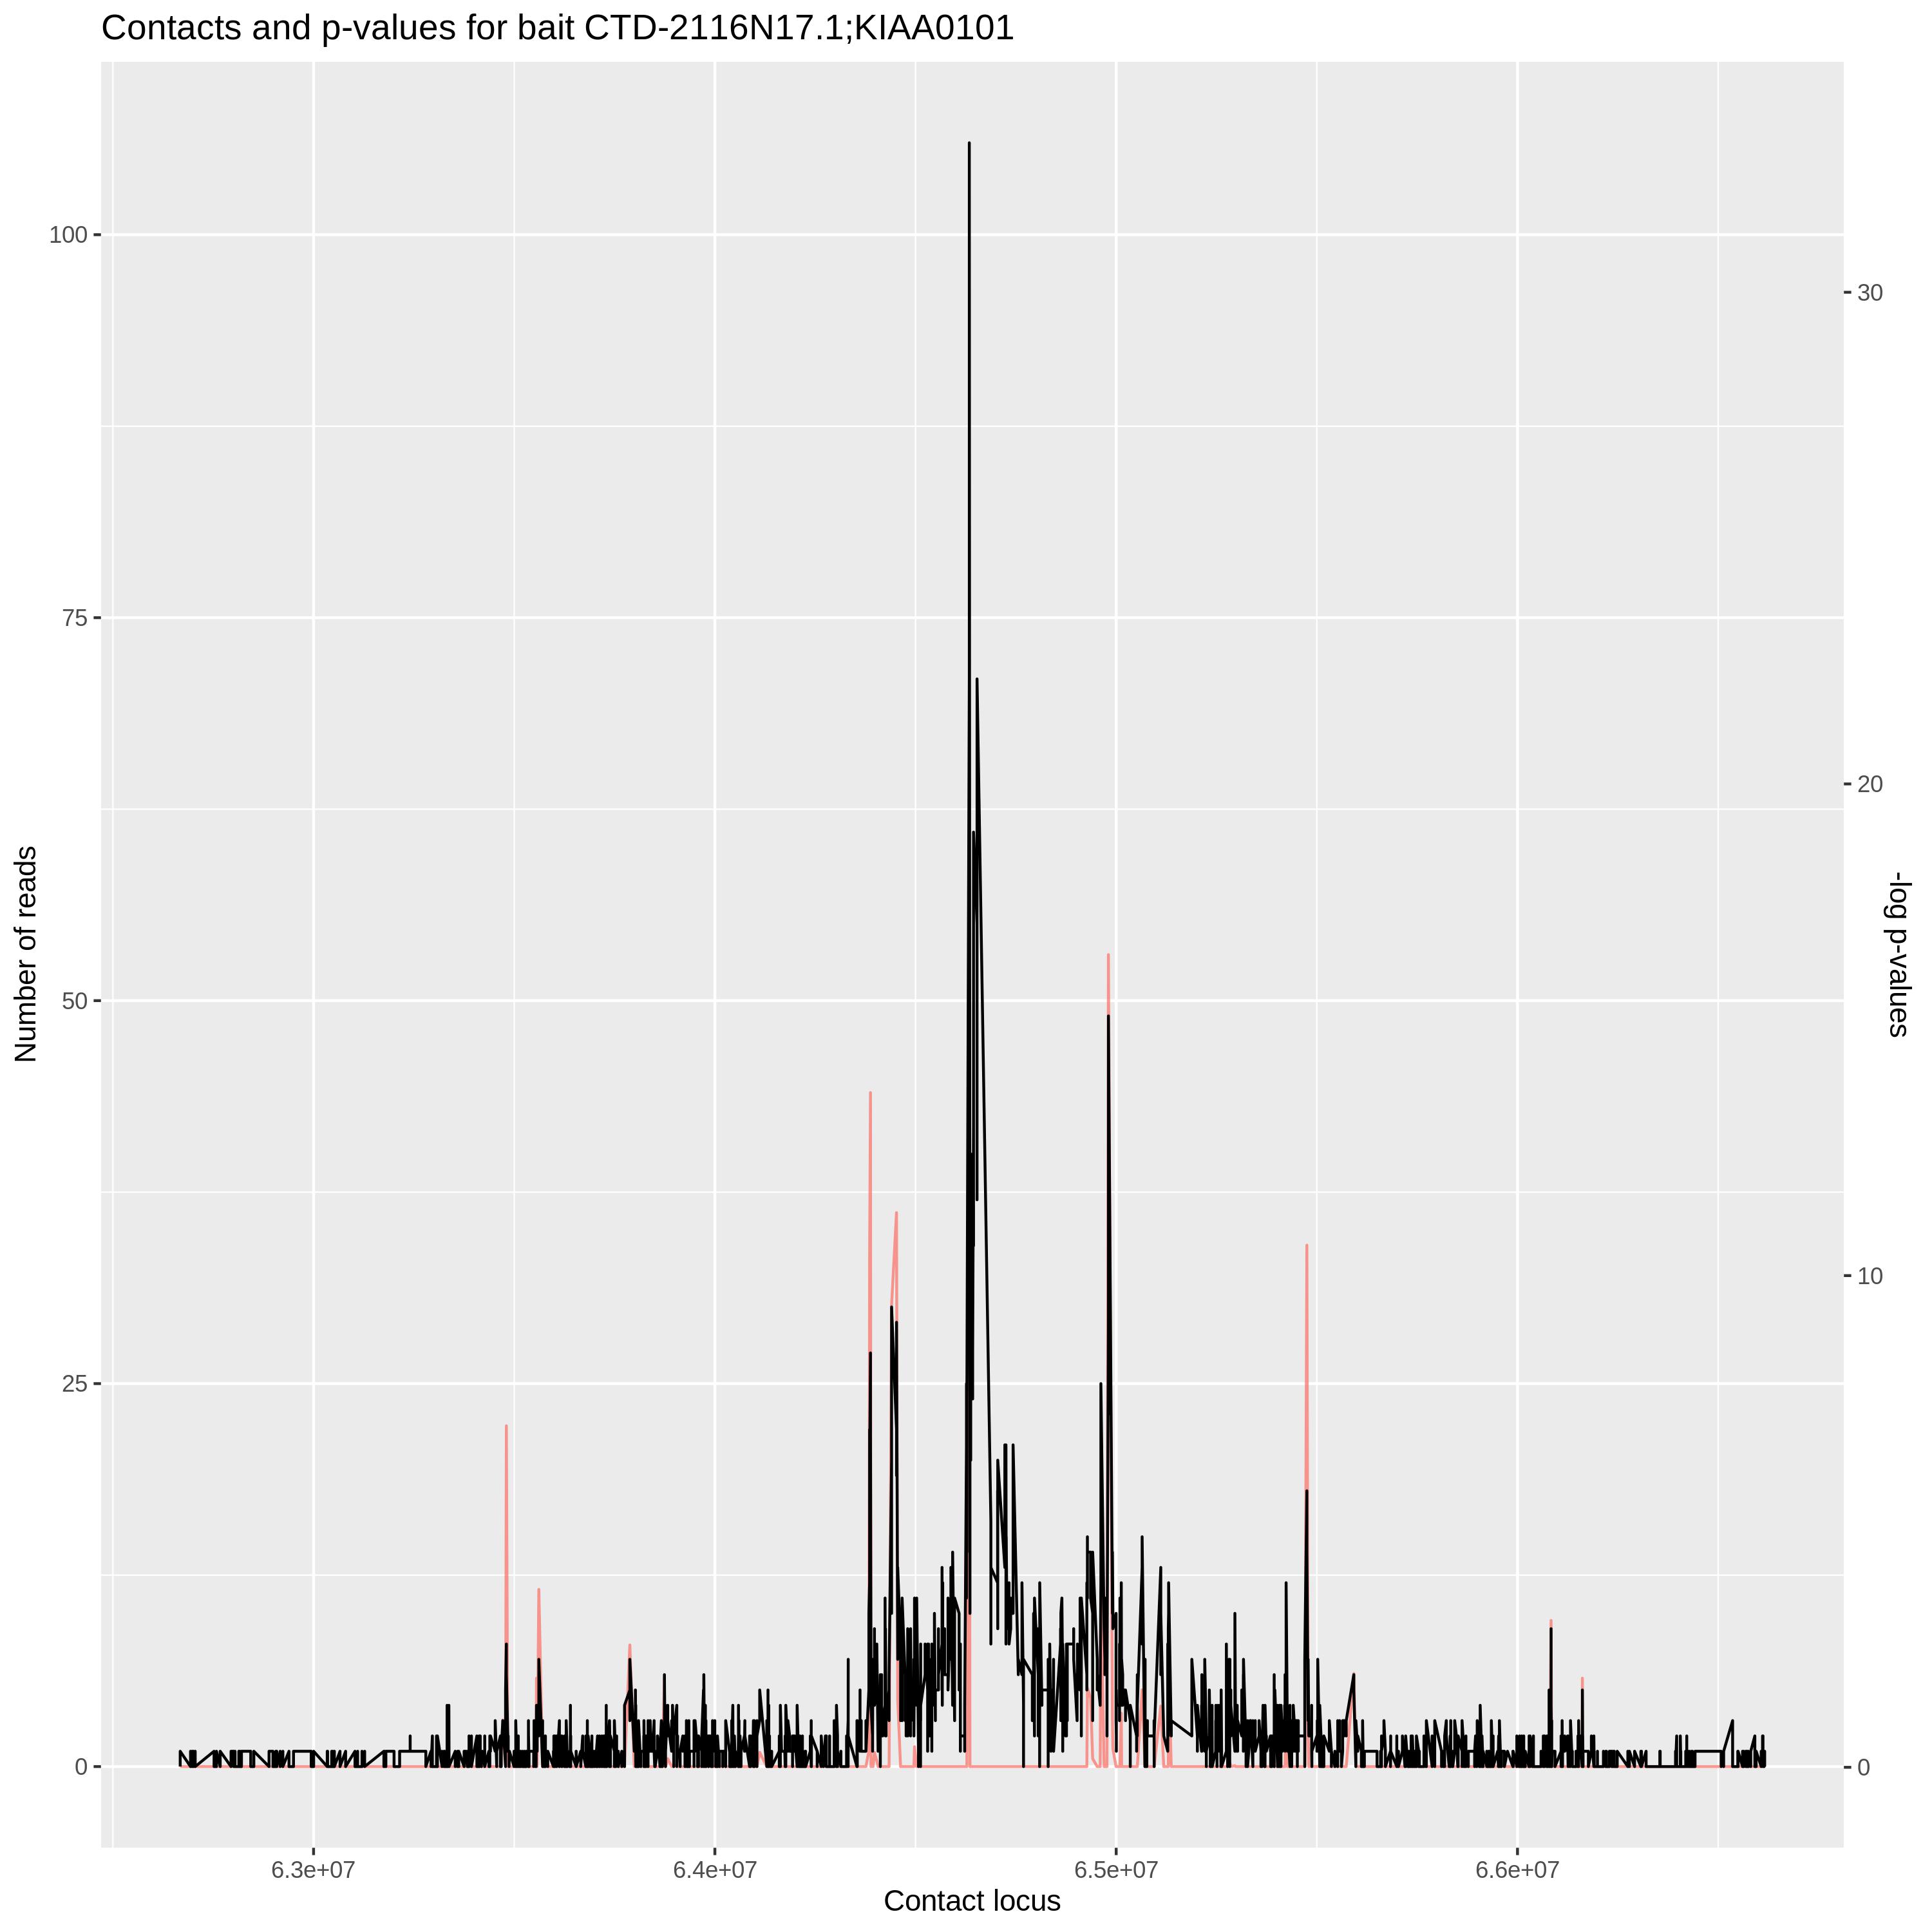 Contacts and p-values for bait CTD-2116N17.1;KIAA0101
100
75
50
25
0
Number of reads
30
20
10
0
-log p-values
6.3e+07
6.4e+07
6.5e+07
6.6e+07
Contact locus